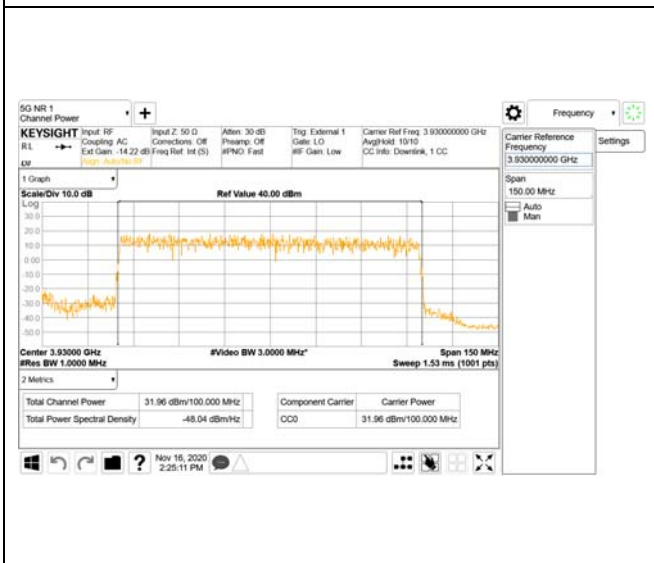 5G NR 1
Channel Power
Frequency
Settings
KEYSIGHT
RL
Input: RF
Coupling: AC
Ext Gain: -14.22 dB
Align: Auto/No RF
Input Z: 50 Ω
Corrections: Off
Freq Ref: Int (S)
Atten: 30 dB
Preamp: Off
#PNO: Fast
Trig: External 1
Gate: LO
#IF Gain: Low
Carrier Ref Freq: 3.930000000 GHz
Avg|Hold: 10/10
CC Info: Downlink, 1 CC
Carrier Reference
Frequency
3.930000000 GHz
Span
150.00 MHz
Auto
Man
1 Graph
Scale/Div 10.0 dB
Ref Value 40.00 dBm
Log
30.0
20.0
10.0
0.00
-10.0
-20.0
-30.0
-40.0
-50.0
Center 3.93000 GHz
#Video BW 3.0000 MHz*
Span 150 MHz
#Res BW 1.0000 MHz
Sweep 1.53 ms (1001 pts)
2 Metrics
Total Channel Power
31.96 dBm/100.000 MHz
Total Power Spectral Density
-48.04 dBm/Hz
Component Carrier
Carrier Power
CC0
31.96 dBm/100.000 MHz
?
Nov 16, 2020
2:25:11 PM